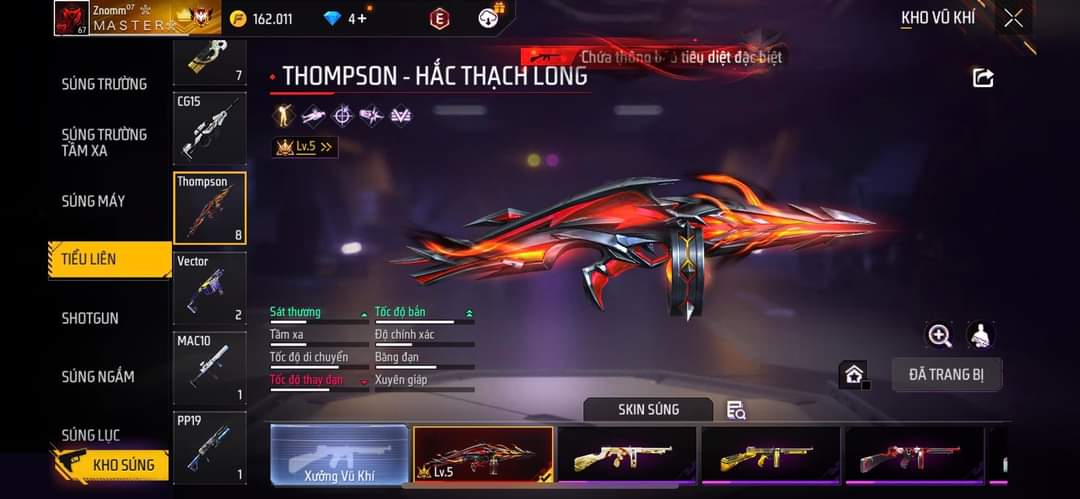 Znomm⁰⁷ ※
MASTER※
67
162.011
4+
E
KHO VŨ KHÍ
SÚNG TRƯỜNG
SÚNG TRƯỜNG
TẦM XA
SÚNG MÁY
TIỂU LIÊN
SHOTGUN
SÚNG NGẮM
SÚNG LỤC
KHO SÚNG
7
CG15
Thompson
8
Vector
2
MAC10
1
PP19
1
Chứa thông b tiêu diệt đặc biệt
THOMPSON - HẮC THẠCH LONG
Lv.5 >>
Sát thương
Tốc độ bắn
Tầm xa
Độ chính xác
Tốc độ di chuyển
Băng đạn
Tốc độ thay đạn
Xuyên giáp
ĐÃ TRANG BỊ
SKIN SÚNG
Xưởng Vũ Khí
Lv.5